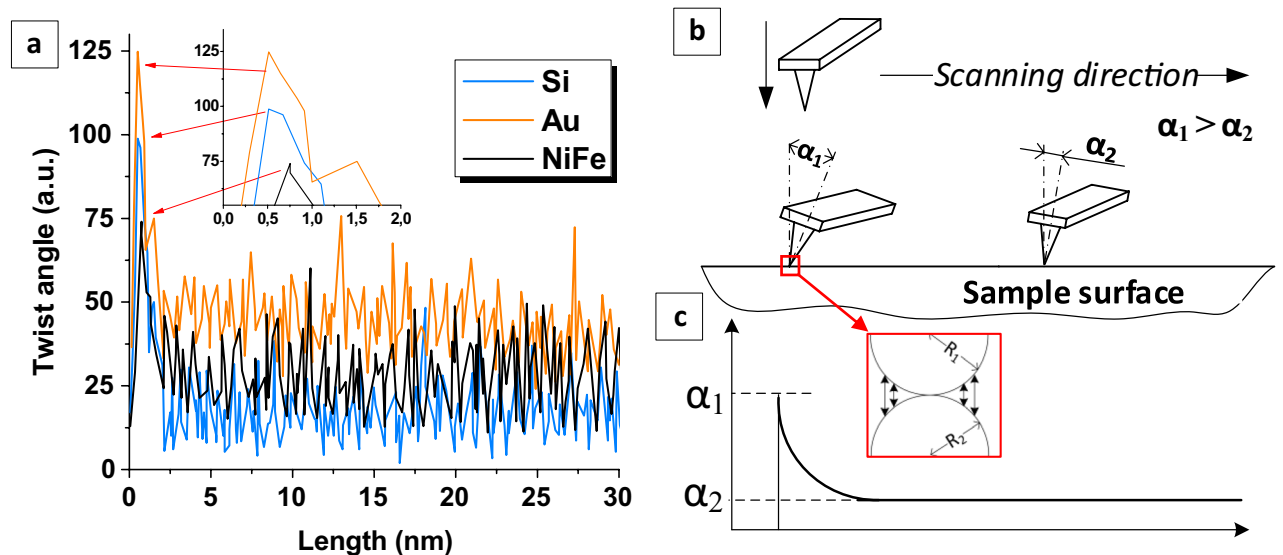 a
Twist angle (a.u.)
125
100
75
50
25
0
0
5
10
15
20
25
30
Length (nm)
125
100
75
0,0
0,5
1,0
1,5
2,0
Si
Au
NiFe
b
Scanning direction
α₁ > α₂
α₁
α₂
Sample surface
c
α₁
α₂
R₁
R₂